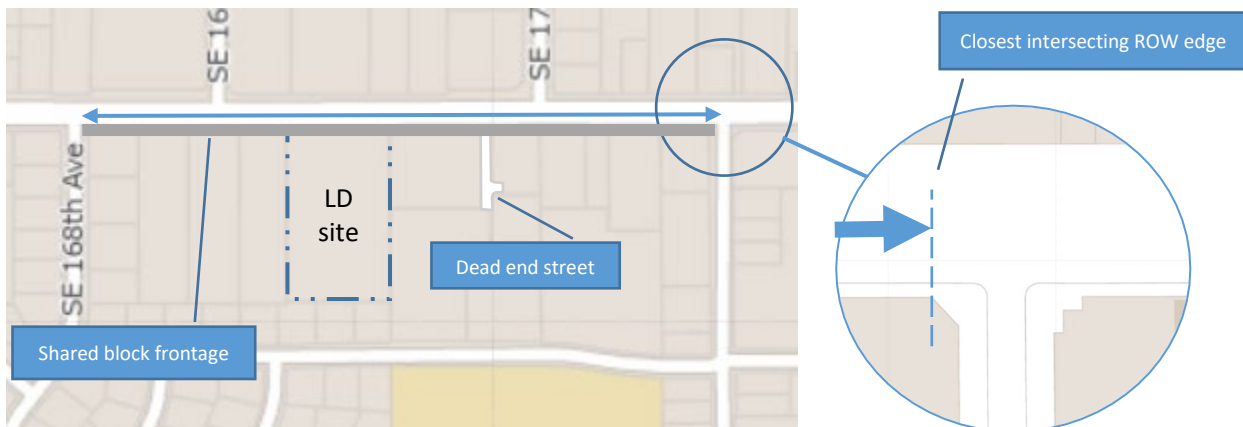 SE 16
SE 17
Closest intersecting ROW edge
SE 168th Ave
LD
site
Dead end street
Shared block frontage